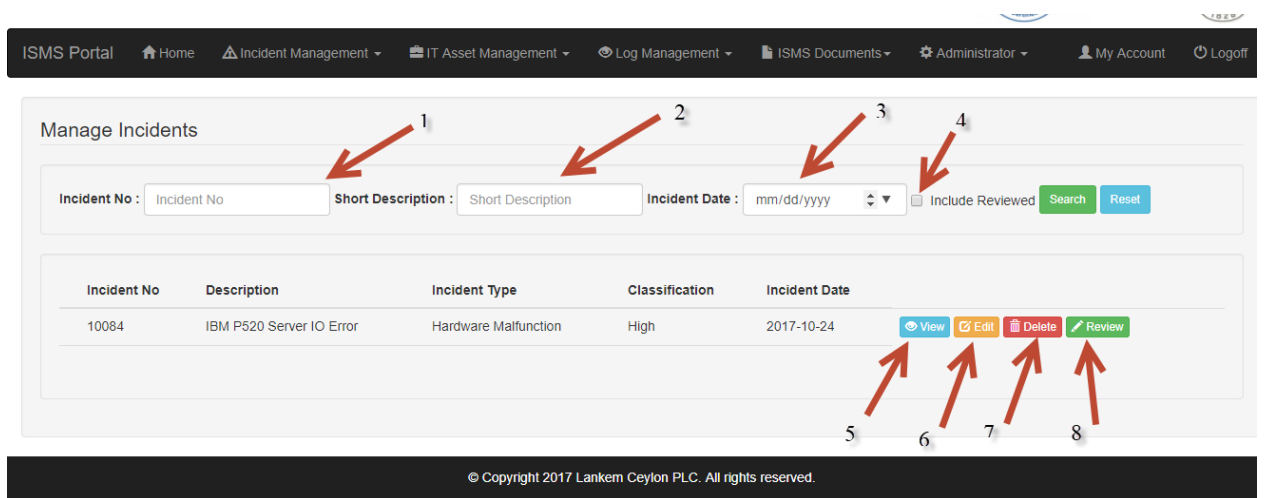 1820
ISMS Portal Home Incident Management IT Asset Management Log Management ISMS Documents Administrator My Account Logoff
Manage Incidents
1 2 3 4
Incident No : Incident No Short Description : Short Description Incident Date : mm/dd/yyyy Include Reviewed Search Reset
Incident No Description Incident Type Classification Incident Date
10084 IBM P520 Server IO Error Hardware Malfunction High 2017-10-24 View Edit Delete Review
5 6 7 8
© Copyright 2017 Lankem Ceylon PLC. All rights reserved.